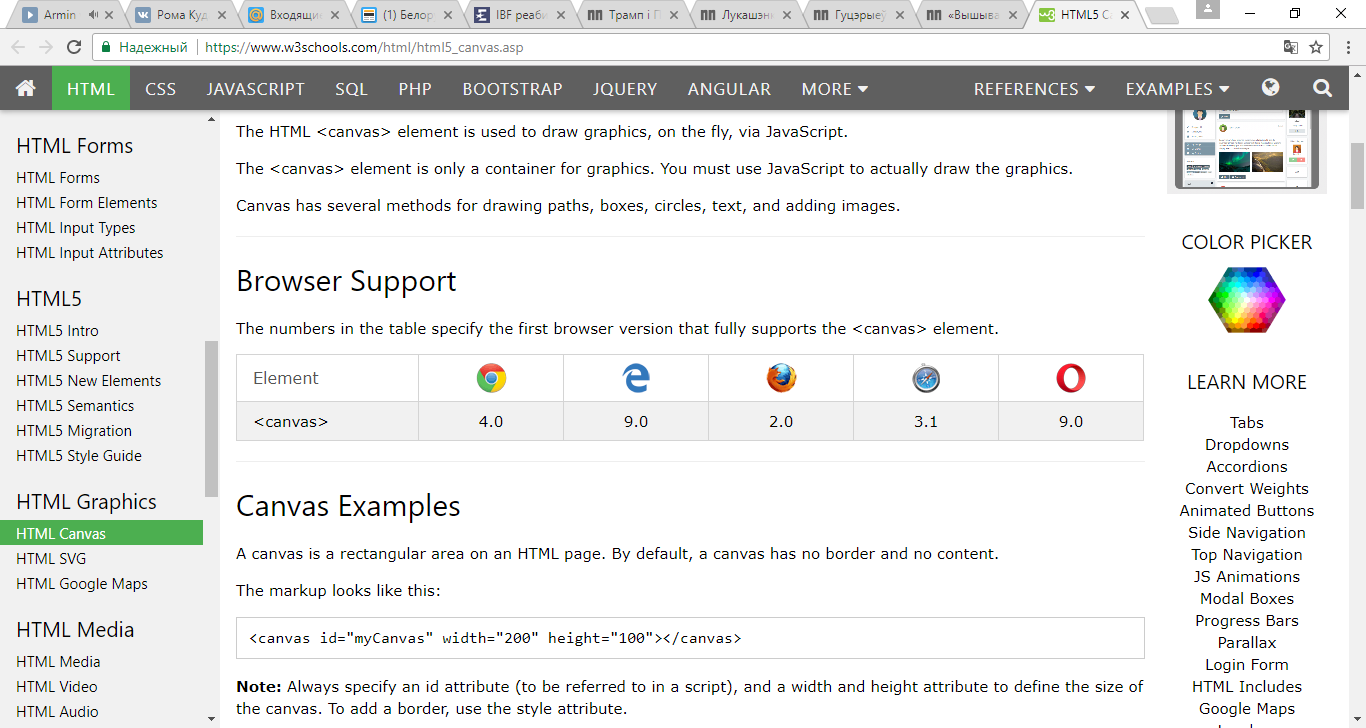 Armin
Рома Куд
Входящи
(1) Белор
IBF реаби
Трамп і П
Лукашэн
Гуцэрыеў
«Вышыва
HTML5 Ca
Надежный https://www.w3schools.com/html/html5_canvas.asp
HTML CSS JAVASCRIPT SQL PHP BOOTSTRAP JQUERY ANGULAR MORE REFERENCES EXAMPLES
HTML Forms
HTML Forms
HTML Form Elements
HTML Input Types
HTML Input Attributes
HTML5
HTML5 Intro
HTML5 Support
HTML5 New Elements
HTML5 Semantics
HTML5 Migration
HTML5 Style Guide
HTML Graphics
HTML Canvas
HTML SVG
HTML Google Maps
HTML Media
HTML Media
HTML Video
HTML Audio
The HTML <canvas> element is used to draw graphics, on the fly, via JavaScript.
The <canvas> element is only a container for graphics. You must use JavaScript to actually draw the graphics.
Canvas has several methods for drawing paths, boxes, circles, text, and adding images.
Browser Support
The numbers in the table specify the first browser version that fully supports the <canvas> element.
Element
<canvas> 4.0 9.0 2.0 3.1 9.0
Canvas Examples
A canvas is a rectangular area on an HTML page. By default, a canvas has no border and no content.
The markup looks like this:
<canvas id="myCanvas" width="200" height="100"></canvas>
Note: Always specify an id attribute (to be referred to in a script), and a width and height attribute to define the size of
the canvas. To add a border, use the style attribute.
COLOR PICKER
LEARN MORE
Tabs
Dropdowns
Accordions
Convert Weights
Animated Buttons
Side Navigation
Top Navigation
JS Animations
Modal Boxes
Progress Bars
Parallax
Login Form
HTML Includes
Google Maps